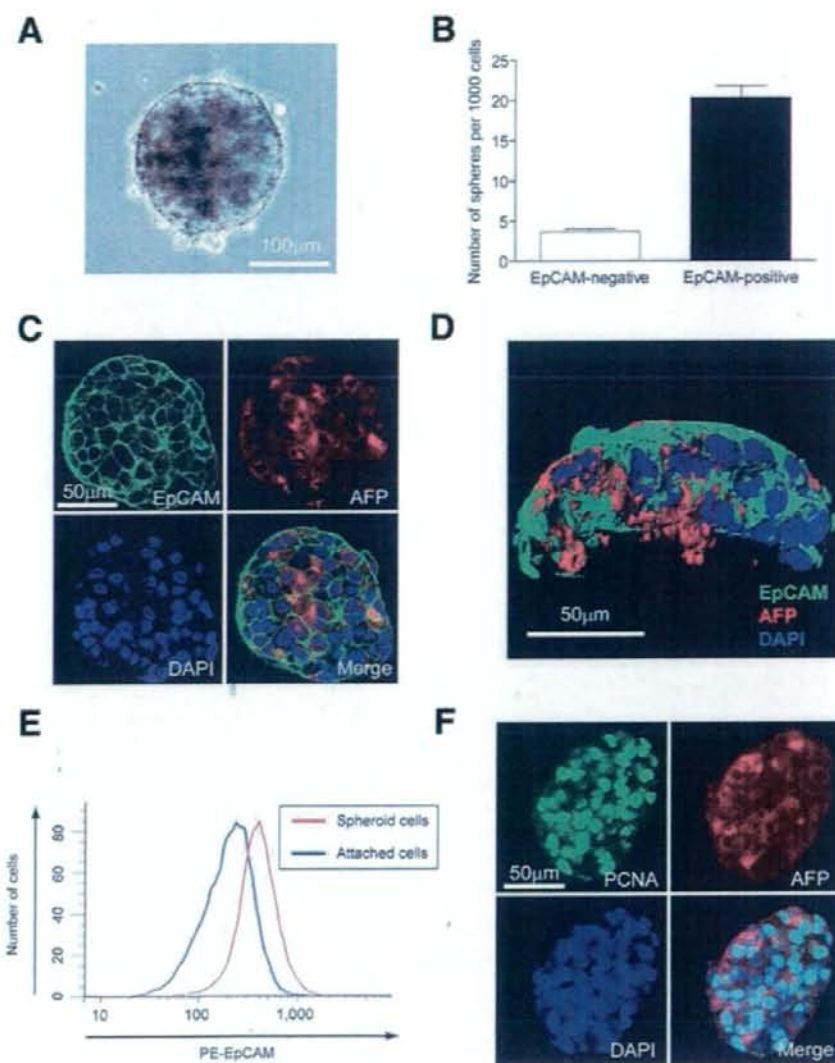 A
100μm
B
Number of spheres per 1000 cells
25
20
15
10
5
0
EpCAM-negative
EpCAM-positive
C
EpCAM
50μm
AFP
DAPI
Merge
D
EpCAM
AFP
DAPI
50μm
E
Number of cells
80
60
40
20
0
Spheroid cells
Attached cells
10
100
1,000
PE-EpCAM
F
50μm
PCNA
AFP
DAPI
Merge